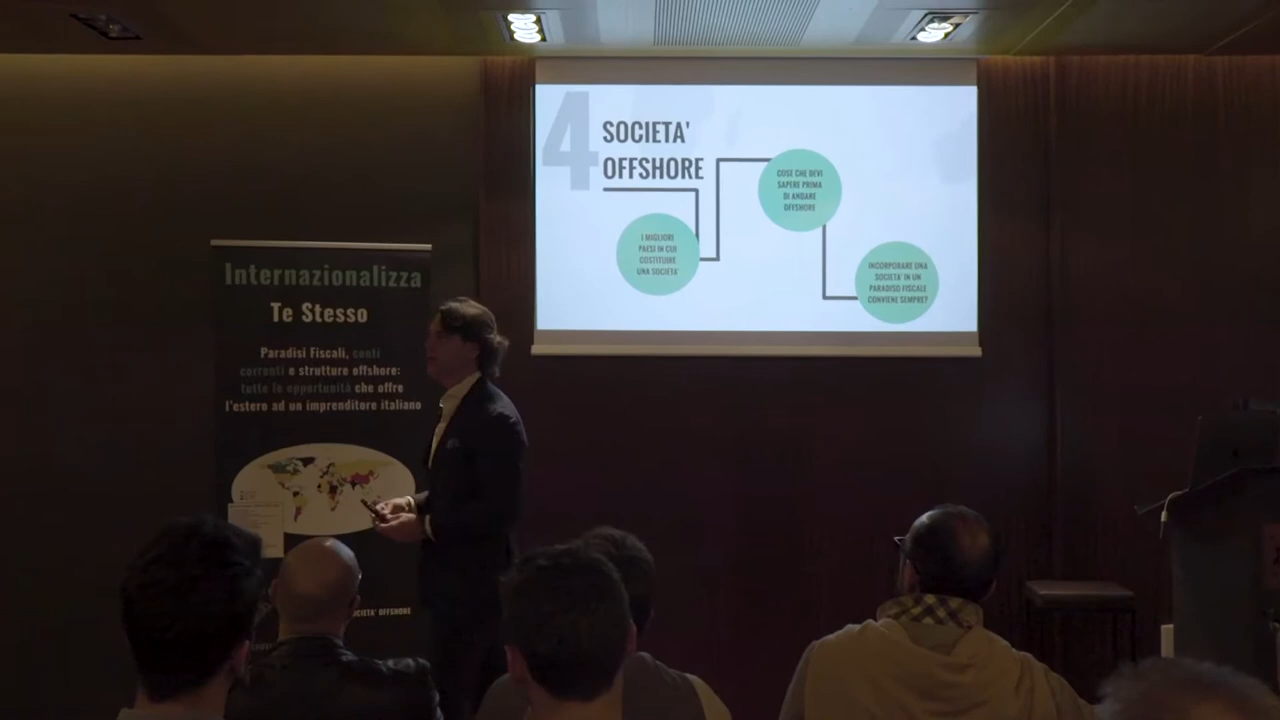 4
SOCIETA'
OFFSHORE
I MIGLIORI
PAESI IN CUI
COSTITUIRE
UNA SOCIETA'
COSE CHE DEVI
SAPERE PRIMA
DI ANDARE
OFFSHORE
INCORPORARE UNA
SOCIETA' IN UN
PARADISO FISCALE
CONVIENE SEMPRE?
Internazionalizza
Te Stesso
Paradisi Fiscali, conti
correnti e strutture offshore:
tutte le opportunità che offre
l'estero ad un imprenditore italiano
OFFSHORE